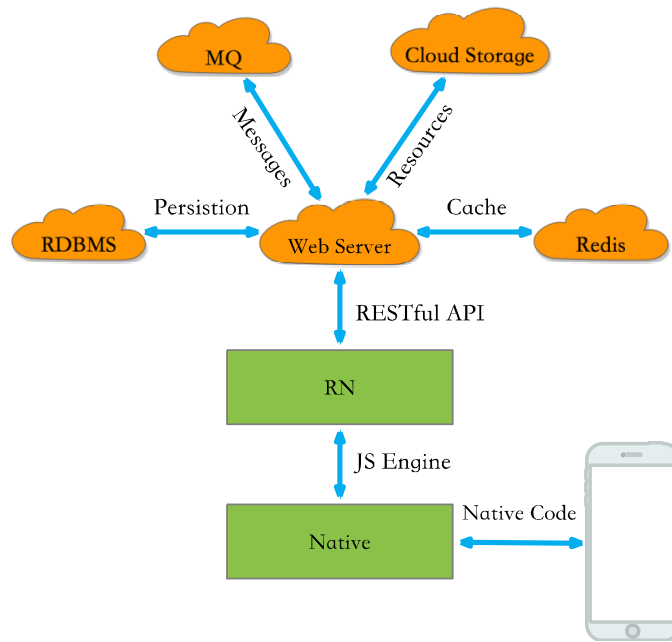 MQ
Cloud Storage
Messages
Resources
Persistion
Cache
RDBMS
Web Server
Redis
RESTful API
RN
JS Engine
Native Code
Native